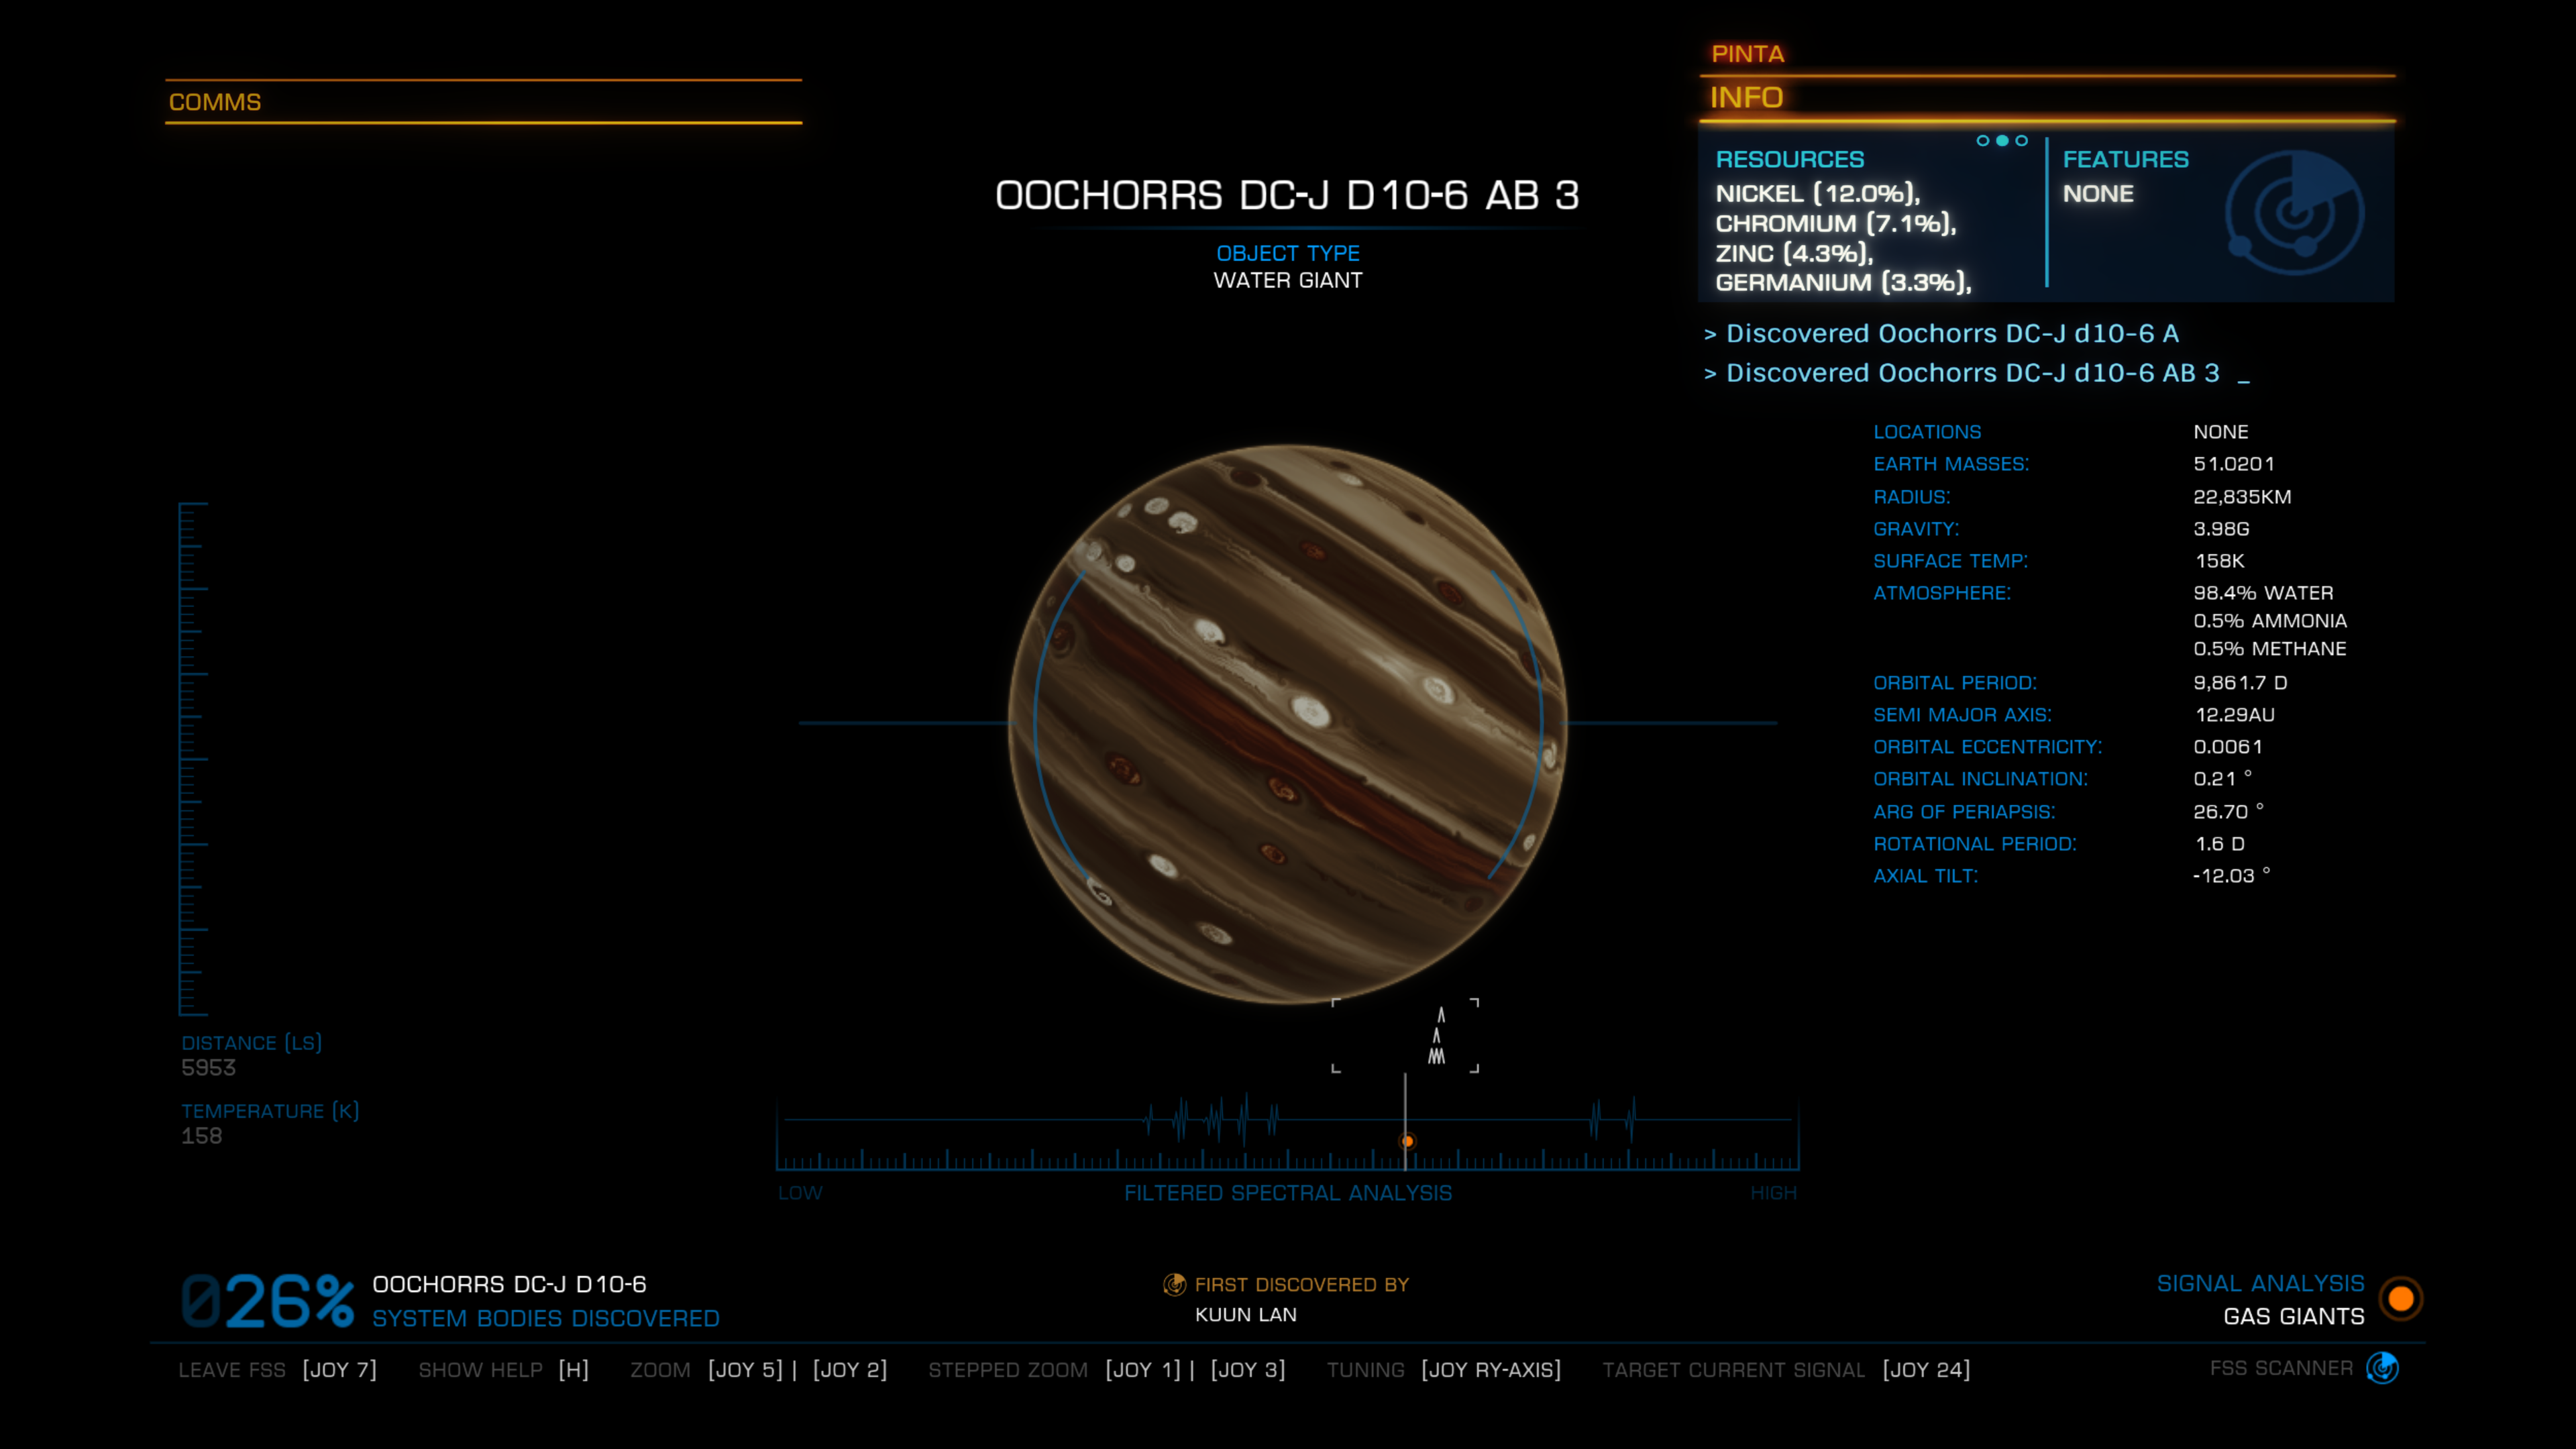 PINTA
COMMS
INFO
RESOURCES
NICKEL (12.0%),
CHROMIUM (7.1%),
ZINC (4.3%),
GERMANIUM (3.3%),
FEATURES
NONE
OOCHORRS DC-J D10-6 AB 3
OBJECT TYPE
WATER GIANT
> Discovered Oochorrs DC-J d10-6 A
> Discovered Oochorrs DC-J d10-6 AB 3 _
LOCATIONS NONE
EARTH MASSES: 51.0201
RADIUS: 22,835KM
GRAVITY: 3.98G
SURFACE TEMP: 158K
ATMOSPHERE: 98.4% WATER
0.5% AMMONIA
0.5% METHANE
ORBITAL PERIOD: 9,861.7 D
SEMI MAJOR AXIS: 12.29AU
ORBITAL ECCENTRICITY: 0.0061
ORBITAL INCLINATION: 0.21 °
ARG OF PERIAPSIS: 26.70 °
ROTATIONAL PERIOD: 1.6 D
AXIAL TILT: -12.03 °
DISTANCE (LS)
5953
TEMPERATURE (K)
158
LOW FILTERED SPECTRAL ANALYSIS HIGH
026%
OOCHORRS DC-J D10-6
SYSTEM BODIES DISCOVERED
FIRST DISCOVERED BY
KUUN LAN
SIGNAL ANALYSIS
GAS GIANTS
LEAVE FSS [JOY 7] SHOW HELP [H] ZOOM [JOY 5] | [JOY 2] STEPPED ZOOM [JOY 1] | [JOY 3] TUNING [JOY RY-AXIS] TARGET CURRENT SIGNAL [JOY 24] FSS SCANNER